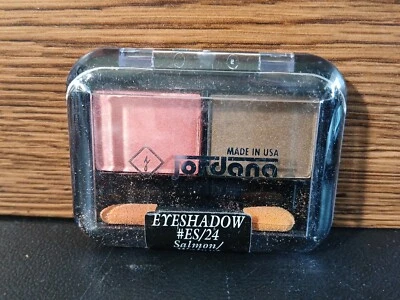 MADE IN USA
Jordana
EYESHADOW
#ES/24
Salmon/